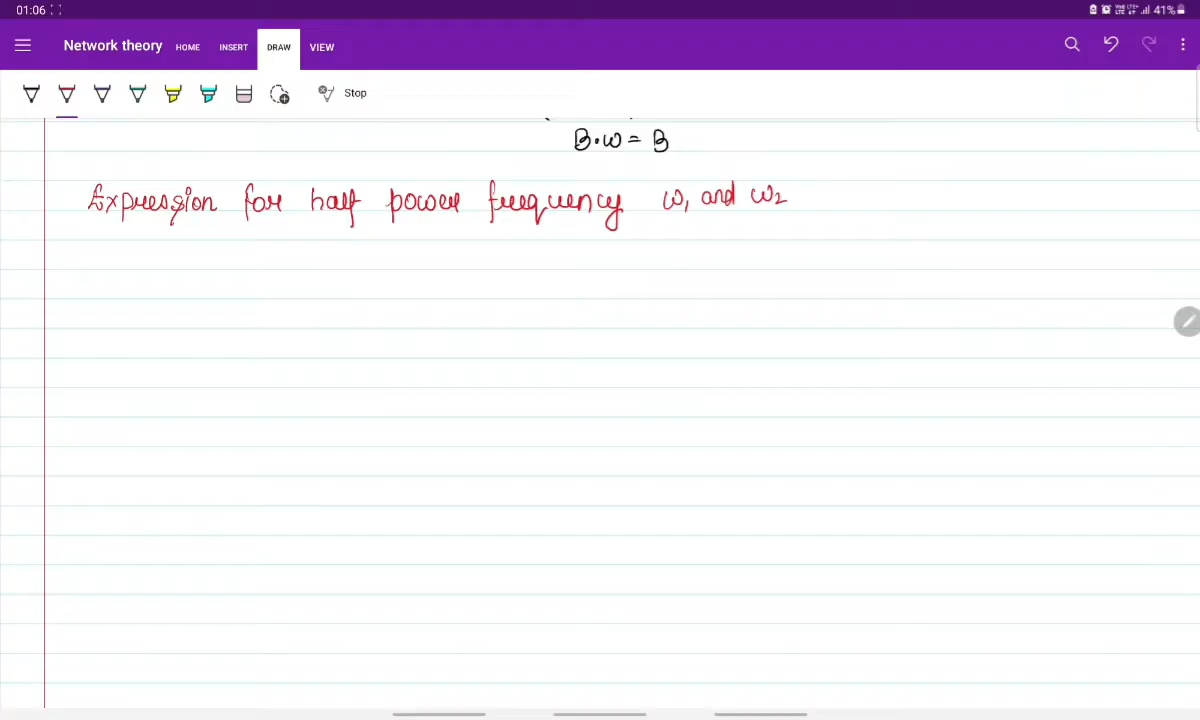 01:06
41%
Network theory HOME INSERT DRAW VIEW
Stop
B.W = B
Expression for half power frequency ω₁ and ω₂